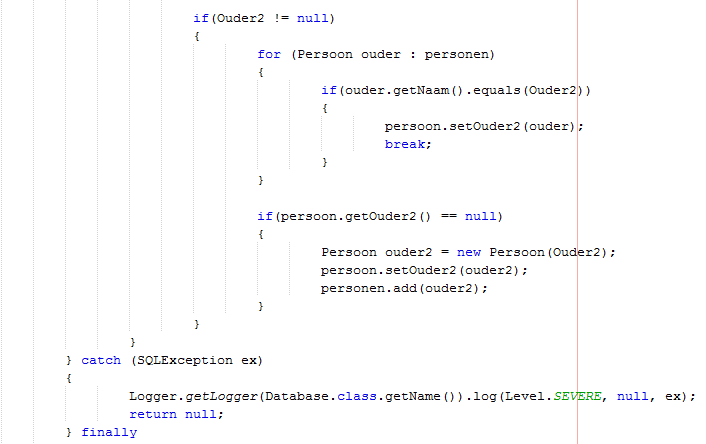 if(Ouder2 != null)
{
for (Persoon ouder : personen)
{
if(ouder.getNaam().equals(Ouder2))
{
persoon.setOuder2(ouder);
break;
}
}
if(persoon.getOuder2() == null)
{
Persoon ouder2 = new Persoon(Ouder2);
persoon.setOuder2(ouder2);
personen.add(ouder2);
}
}
}
} catch (SQLException ex)
{
Logger.getLogger(Database.class.getName()).log(Level.SEVERE, null, ex);
return null;
} finally